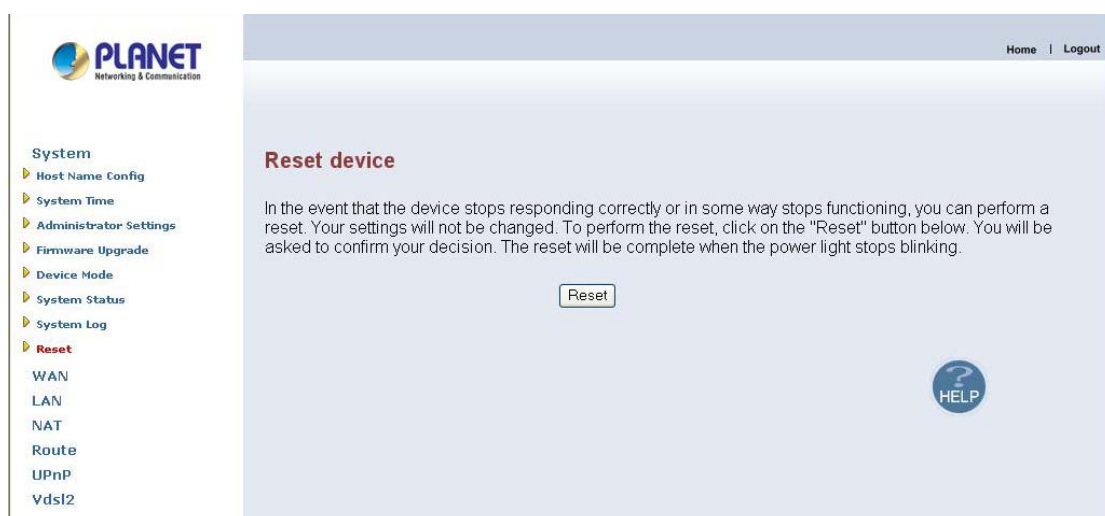 PLANET
Networking & Communication
Home | Logout
System
Host Name Config
System Time
Administrator Settings
Firmware Upgrade
Device Mode
System Status
System Log
Reset
WAN
LAN
NAT
Route
UPnP
Vdsl2
Reset device
In the event that the device stops responding correctly or in some way stops functioning, you can perform a
reset. Your settings will not be changed. To perform the reset, click on the "Reset" button below. You will be
asked to confirm your decision. The reset will be complete when the power light stops blinking.
Reset
?
HELP